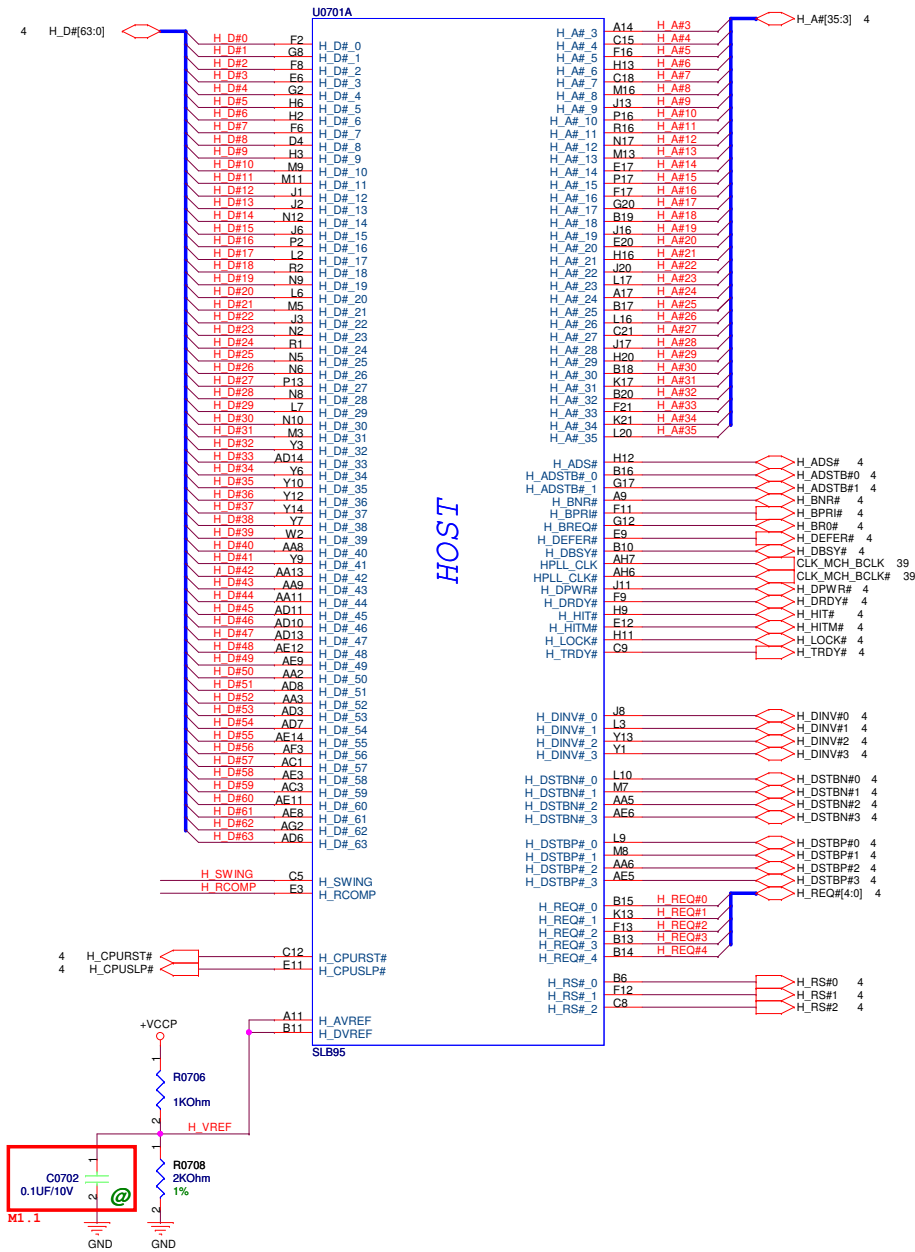 U0701A
4 H_D#[63:0]
H_D#0 F2 H_D#_0
H_D#1 G8 H_D#_1
H_D#2 F8 H_D#_2
H_D#3 E6 H_D#_3
H_D#4 G2 H_D#_4
H_D#5 H6 H_D#_5
H_D#6 H2 H_D#_6
H_D#7 F6 H_D#_7
H_D#8 D4 H_D#_8
H_D#9 H3 H_D#_9
H_D#10 M9 H_D#_10
H_D#11 M11 H_D#_11
H_D#12 J1 H_D#_12
H_D#13 J2 H_D#_13
H_D#14 N12 H_D#_14
H_D#15 J6 H_D#_15
H_D#16 P2 H_D#_16
H_D#17 L2 H_D#_17
H_D#18 R2 H_D#_18
H_D#19 N9 H_D#_19
H_D#20 L6 H_D#_20
H_D#21 M5 H_D#_21
H_D#22 J3 H_D#_22
H_D#23 N2 H_D#_23
H_D#24 R1 H_D#_24
H_D#25 N5 H_D#_25
H_D#26 N6 H_D#_26
H_D#27 P13 H_D#_27
H_D#28 N8 H_D#_28
H_D#29 L7 H_D#_29
H_D#30 N10 H_D#_30
H_D#31 M3 H_D#_31
H_D#32 Y3 H_D#_32
H_D#33 AD14 H_D#_33
H_D#34 Y6 H_D#_34
H_D#35 Y10 H_D#_35
H_D#36 Y12 H_D#_36
H_D#37 Y14 H_D#_37
H_D#38 Y7 H_D#_38
H_D#39 W2 H_D#_39
H_D#40 AA8 H_D#_40
H_D#41 Y9 H_D#_41
H_D#42 AA13 H_D#_42
H_D#43 AA9 H_D#_43
H_D#44 AA11 H_D#_44
H_D#45 AD11 H_D#_45
H_D#46 AD10 H_D#_46
H_D#47 AD13 H_D#_47
H_D#48 AE12 H_D#_48
H_D#49 AE9 H_D#_49
H_D#50 AA2 H_D#_50
H_D#51 AD8 H_D#_51
H_D#52 AA3 H_D#_52
H_D#53 AD3 H_D#_53
H_D#54 AD7 H_D#_54
H_D#55 AE14 H_D#_55
H_D#56 AF3 H_D#_56
H_D#57 AC1 H_D#_57
H_D#58 AE3 H_D#_58
H_D#59 AC3 H_D#_59
H_D#60 AE11 H_D#_60
H_D#61 AE8 H_D#_61
H_D#62 AG2 H_D#_62
H_D#63 AD6 H_D#_63
H_SWING C5 H_SWING
H_RCOMP E3 H_RCOMP
4 H_CPURST# C12 H_CPURST#
4 H_CPUSLP# E11 H_CPUSLP#
A11 H_AVREF
B11 H_DVREF
HOST
H_A#[35:3] 4
H_A#_3 A14 H_A#3
H_A#_4 C15 H_A#4
H_A#_5 F16 H_A#5
H_A#_6 H13 H_A#6
H_A#_7 C18 H_A#7
H_A#_8 M16 H_A#8
H_A#_9 J13 H_A#9
H_A#_10 P16 H_A#10
H_A#_11 R16 H_A#11
H_A#_12 N17 H_A#12
H_A#_13 M13 H_A#13
H_A#_14 E17 H_A#14
H_A#_15 P17 H_A#15
H_A#_16 F17 H_A#16
H_A#_17 G20 H_A#17
H_A#_18 B19 H_A#18
H_A#_19 J16 H_A#19
H_A#_20 E20 H_A#20
H_A#_21 H16 H_A#21
H_A#_22 J20 H_A#22
H_A#_23 L17 H_A#23
H_A#_24 A17 H_A#24
H_A#_25 B17 H_A#25
H_A#_26 L16 H_A#26
H_A#_27 C21 H_A#27
H_A#_28 J17 H_A#28
H_A#_29 H20 H_A#29
H_A#_30 B18 H_A#30
H_A#_31 K17 H_A#31
H_A#_32 B20 H_A#32
H_A#_33 F21 H_A#33
H_A#_34 K21 H_A#34
H_A#_35 L20 H_A#35
H_ADS# H12 H_ADS# 4
H_ADSTB#_0 B16 H_ADSTB#0 4
H_ADSTB#_1 G17 H_ADSTB#1 4
H_BNR# A9 H_BNR# 4
H_BPRI# F11 H_BPRI# 4
H_BREQ# G12 H_BR0# 4
H_DEFER# E9 H_DEFER# 4
H_DBSY# B10 H_DBSY# 4
HPLL_CLK AH7 CLK_MCH_BCLK 39
HPLL_CLK# AH6 CLK_MCH_BCLK# 39
H_DPWR# J11 H_DPWR# 4
H_DRDY# F9 H_DRDY# 4
H_HIT# H9 H_HIT# 4
H_HITM# E12 H_HITM# 4
H_LOCK# H11 H_LOCK# 4
H_TRDY# C9 H_TRDY# 4
H_DINV#_0 J8 H_DINV#0 4
H_DINV#_1 L3 H_DINV#1 4
H_DINV#_2 Y13 H_DINV#2 4
H_DINV#_3 Y1 H_DINV#3 4
H_DSTBN#_0 L10 H_DSTBN#0 4
H_DSTBN#_1 M7 H_DSTBN#1 4
H_DSTBN#_2 AA5 H_DSTBN#2 4
H_DSTBN#_3 AE6 H_DSTBN#3 4
H_DSTBP#_0 L9 H_DSTBP#0 4
H_DSTBP#_1 M8 H_DSTBP#1 4
H_DSTBP#_2 AA6 H_DSTBP#2 4
H_DSTBP#_3 AE5 H_DSTBP#3 4
H_REQ#[4:0] 4
H_REQ#_0 B15 H_REQ#0
H_REQ#_1 K13 H_REQ#1
H_REQ#_2 F13 H_REQ#2
H_REQ#_3 B13 H_REQ#3
H_REQ#_4 B14 H_REQ#4
H_RS#_0 B6 H_RS#0 4
H_RS#_1 F12 H_RS#1 4
H_RS#_2 C8 H_RS#2 4
SLB95
+VCCP
1
R0706
1KOhm
2
H_VREF
1
C0702
0.1UF/10V
2
@
M1.1
1
R0708
2KOhm
1%
2
GND
GND